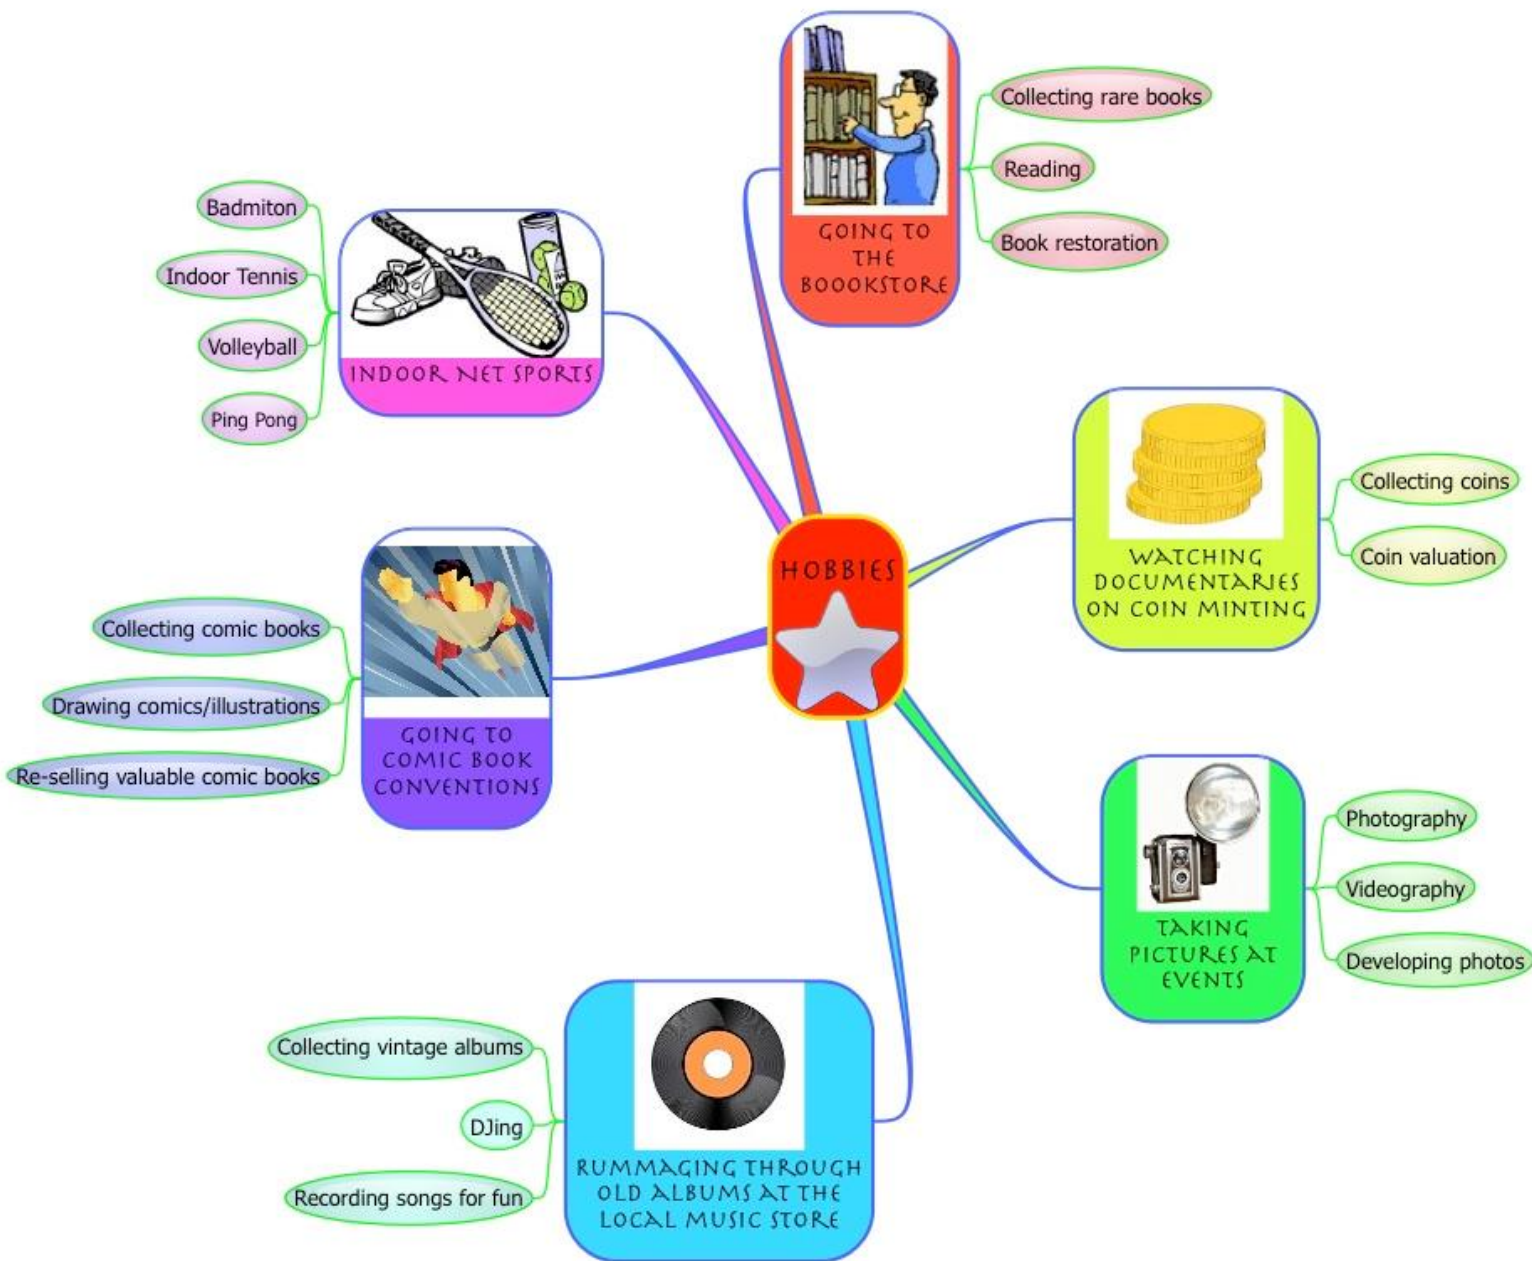 HOBBIES
GOING TO
THE
BOOOKSTORE
Collecting rare books
Reading
Book restoration
WATCHING
DOCUMENTARIES
ON COIN MINTING
Collecting coins
Coin valuation
TAKING
PICTURES AT
EVENTS
Photography
Videography
Developing photos
RUMMAGING THROUGH
OLD ALBUMS AT THE
LOCAL MUSIC STORE
Collecting vintage albums
DJing
Recording songs for fun
GOING TO
COMIC BOOK
CONVENTIONS
Collecting comic books
Drawing comics/illustrations
Re-selling valuable comic books
INDOOR NET SPORTS
Badmiton
Indoor Tennis
Volleyball
Ping Pong